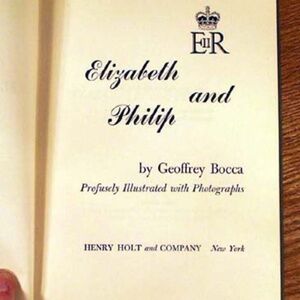 EIIR
Elizabeth
and
Philip
by Geoffrey Bocca
Profusely Illustrated with Photographs
HENRY HOLT and COMPANY New York